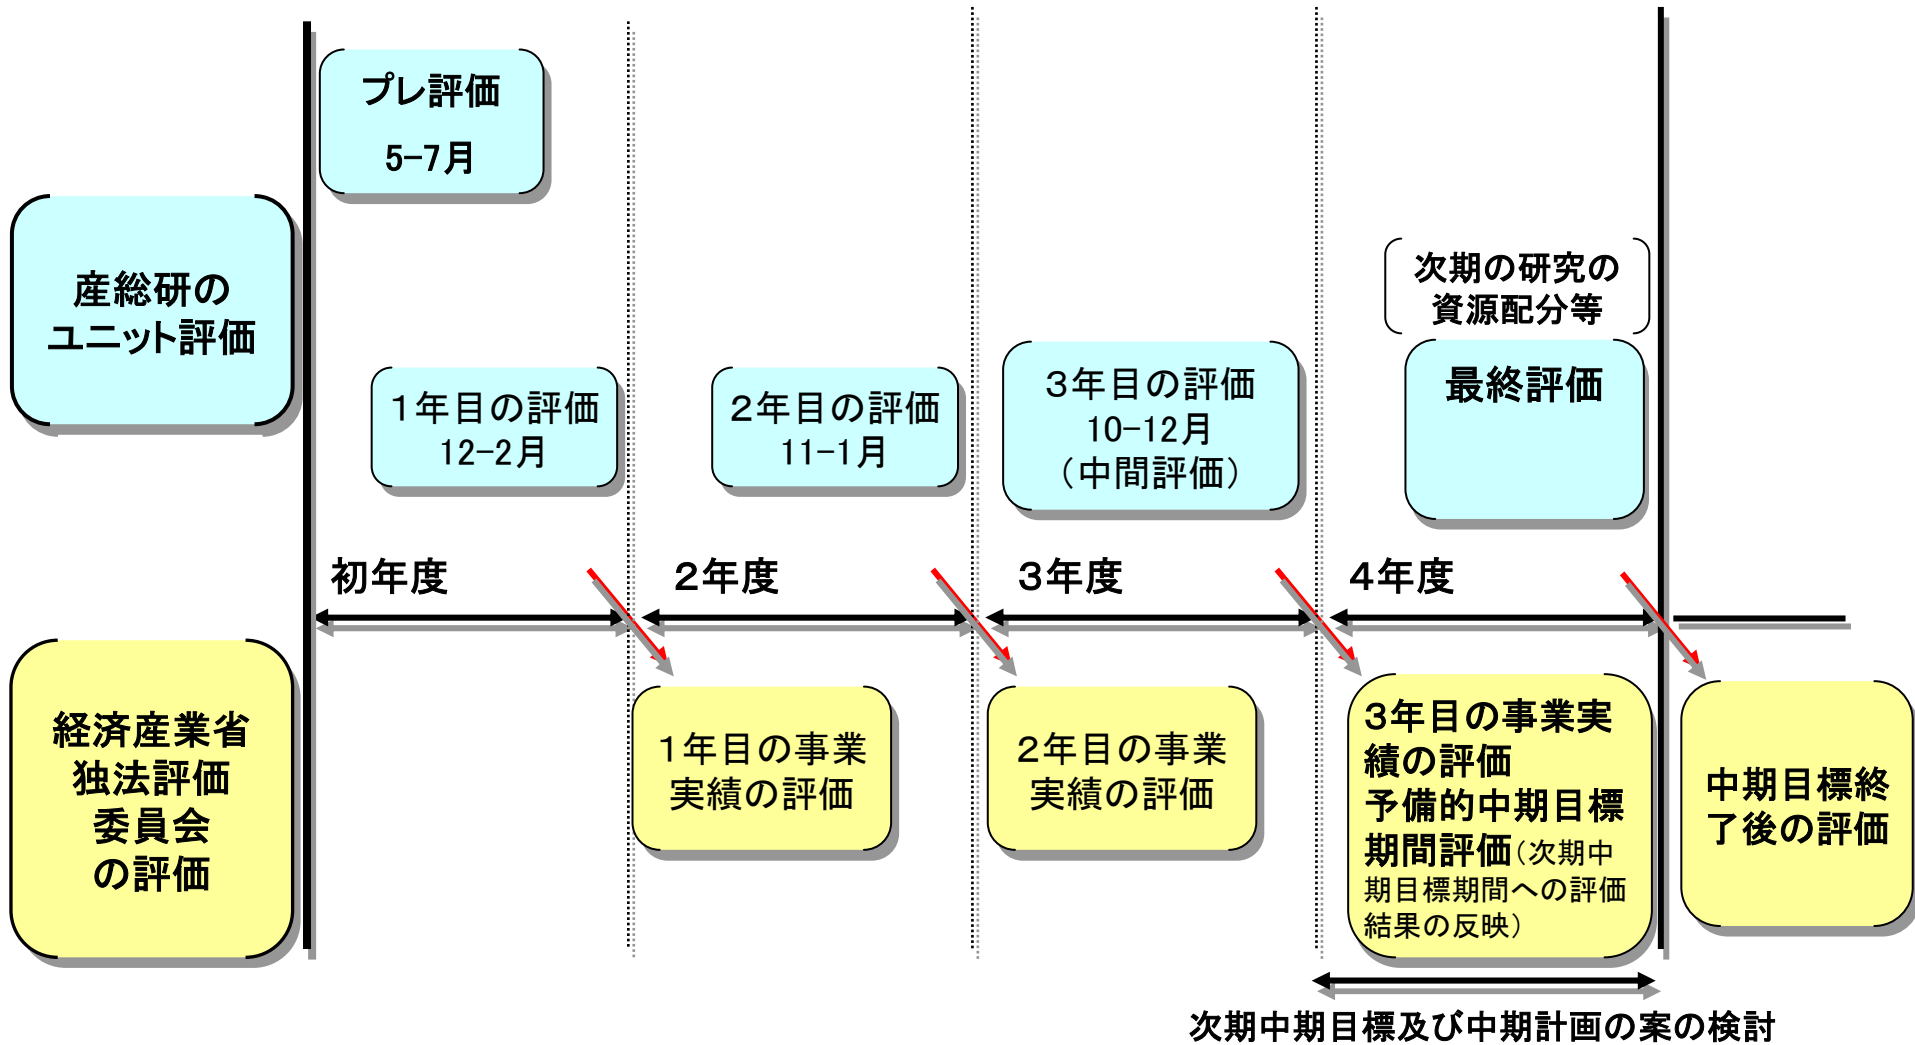 プレ評価
5-7月
産総研の
ユニット評価
次期の研究の
資源配分等
1年目の評価
12-2月
2年目の評価
11-1月
3年目の評価
10-12月
（中間評価）
最終評価
初年度
2年度
3年度
4年度
経済産業省
独法評価
委員会
の評価
1年目の事業
実績の評価
2年目の事業
実績の評価
3年目の事業実
績の評価
予備的中期目標
期間評価（次期中
期目標期間への評価
結果の反映）
中期目標終
了後の評価
次期中期目標及び中期計画の案の検討